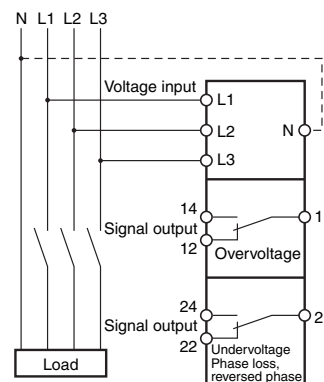 N L1 L2 L3
Voltage input
L1
L2
N
L3
14
1
Signal output
12
Overvoltage
24
2
Signal output
22
Undervoltage
Phase loss,
reversed phase
Load